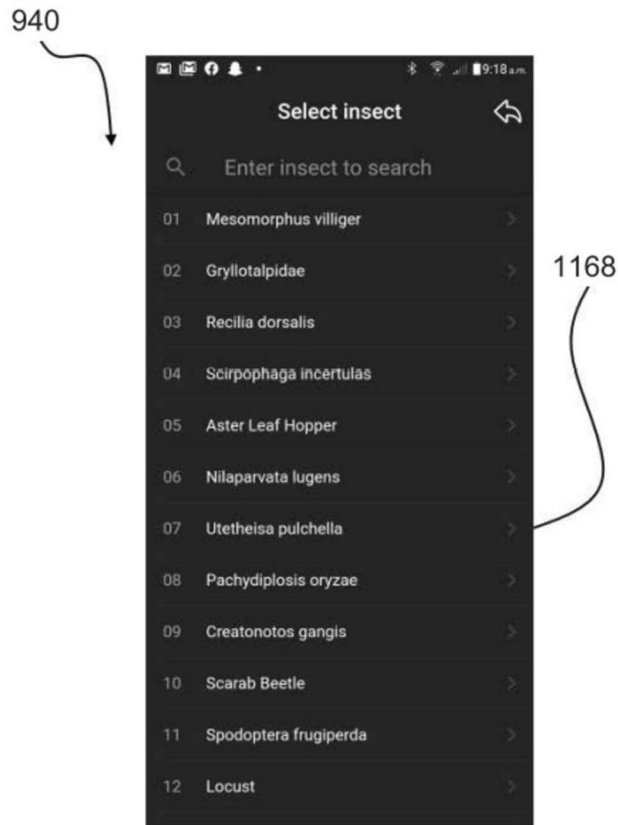 940
9:18 a.m.
Select insect
Enter insect to search
01 Mesomorphus villiger
02 Gryllotalpidae
1168
03 Recilia dorsalis
04 Scirpophaga incertulas
05 Aster Leaf Hopper
06 Nilaparvata lugens
07 Utetheisa pulchella
08 Pachydiplosis oryzae
09 Creatonotos gangis
10 Scarab Beetle
11 Spodoptera frugiperda
12 Locust